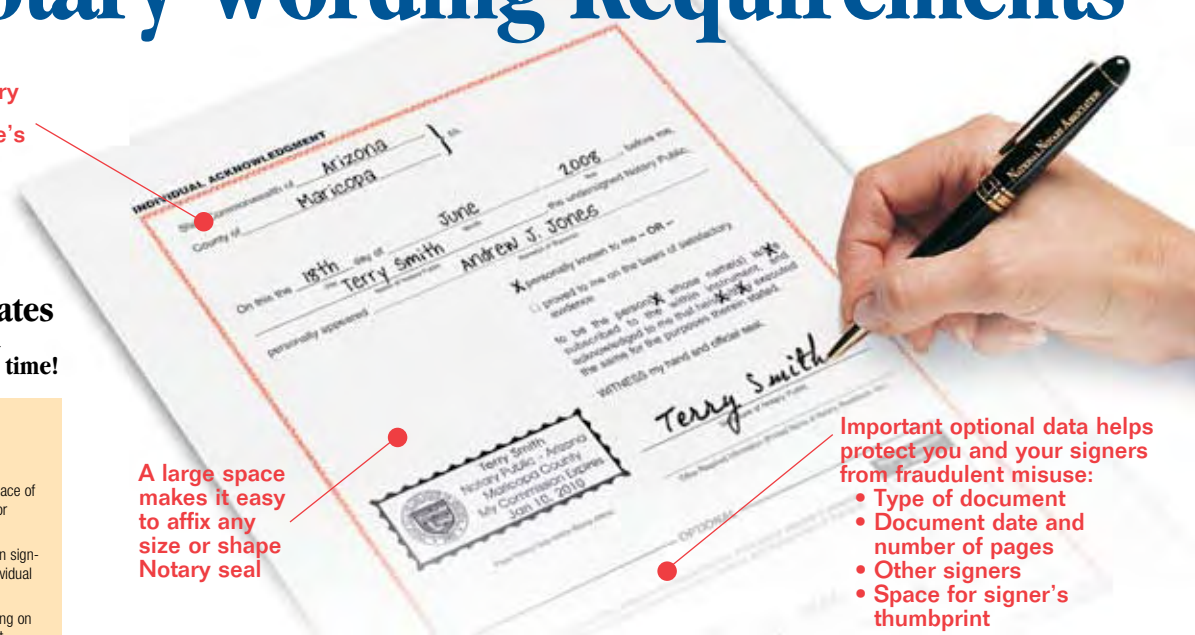 otary Wording Requirements
ry
e's
INDIVIDUAL ACKNOWLEDGMENT
Arizona
County of Maricopa
On this the 18th day of June 2008, before me,
Terry Smith the undersigned Notary Public,
personally appeared Andrew J. Jones
X personally known to me – OR –
proved to me on the basis of satisfactory
evidence
to be the person whose name(s)
subscribed to the within instrument, and
acknowledged to me that executed
the same for the purposes therein stated.
WITNESS my hand and official seal.
Terry Smith
Terry Smith
Notary Public - Arizona
Maricopa County
My Commission Expires
Jan 10, 2010
OPTIONAL
NATIONAL NOTARY ASSOCIATION
ates
time!
ace of
or
n sign-
vidual
ng on
A large space
makes it easy
to affix any
size or shape
Notary seal
Important optional data helps
protect you and your signers
from fraudulent misuse:
• Type of document
• Document date and
number of pages
• Other signers
• Space for signer's
thumbprint